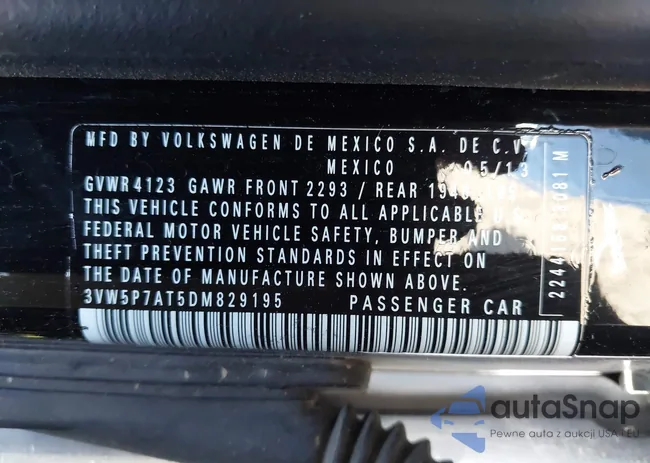 MFD BY VOLKSWAGEN DE MEXICO S.A. DE C.V
MEXICO 05/13
GVWR 4123 GAWR FRONT 2293 / REAR
THIS VEHICLE CONFORMS TO ALL APPLICABLE
FEDERAL MOTOR VEHICLE SAFETY, BUMPER AND
THEFT PREVENTION STANDARDS IN EFFECT ON
THE DATE OF MANUFACTURE SHOWN ABOVE.
3VW5P7AT5DM829195 PASSENGER CAR
autaSnap
Pewne auta z aukcji USA i EU